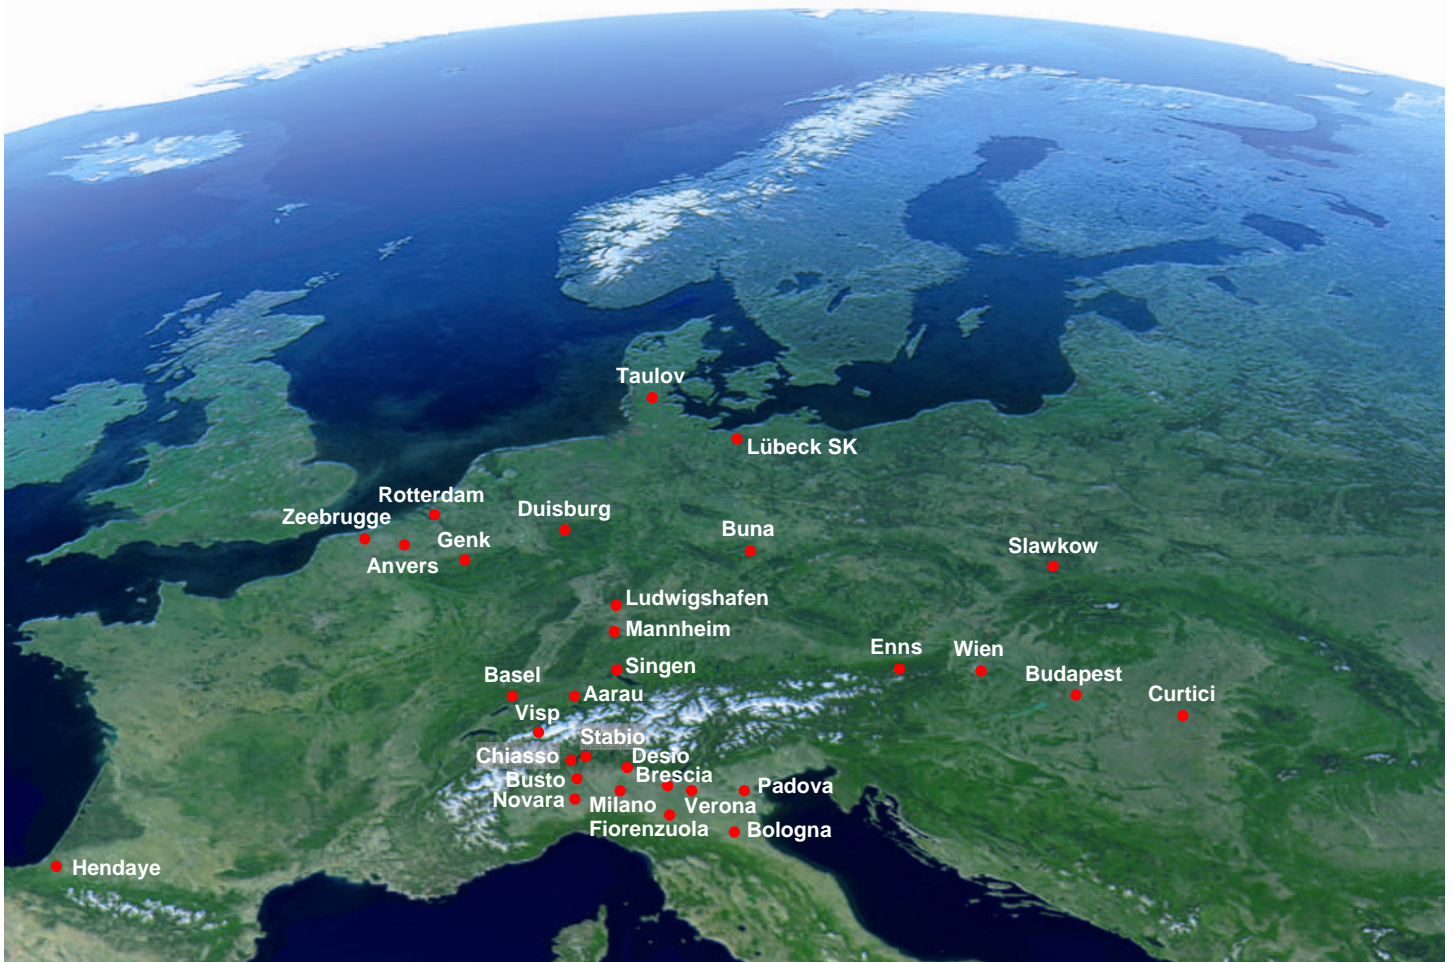 Taulov
Lübeck SK
Rotterdam
Zeebrugge
Duisburg
Buna
Genk
Slawkow
Anvers
Ludwigshafen
Mannheim
Enns
Wien
Singen
Basel
Aarau
Budapest
Curtici
Visp
Stabio
Chiasso
Desio
Busto
Brescia
Padova
Novara
Milano
Verona
Fiorenzuola
Bologna
Hendaye